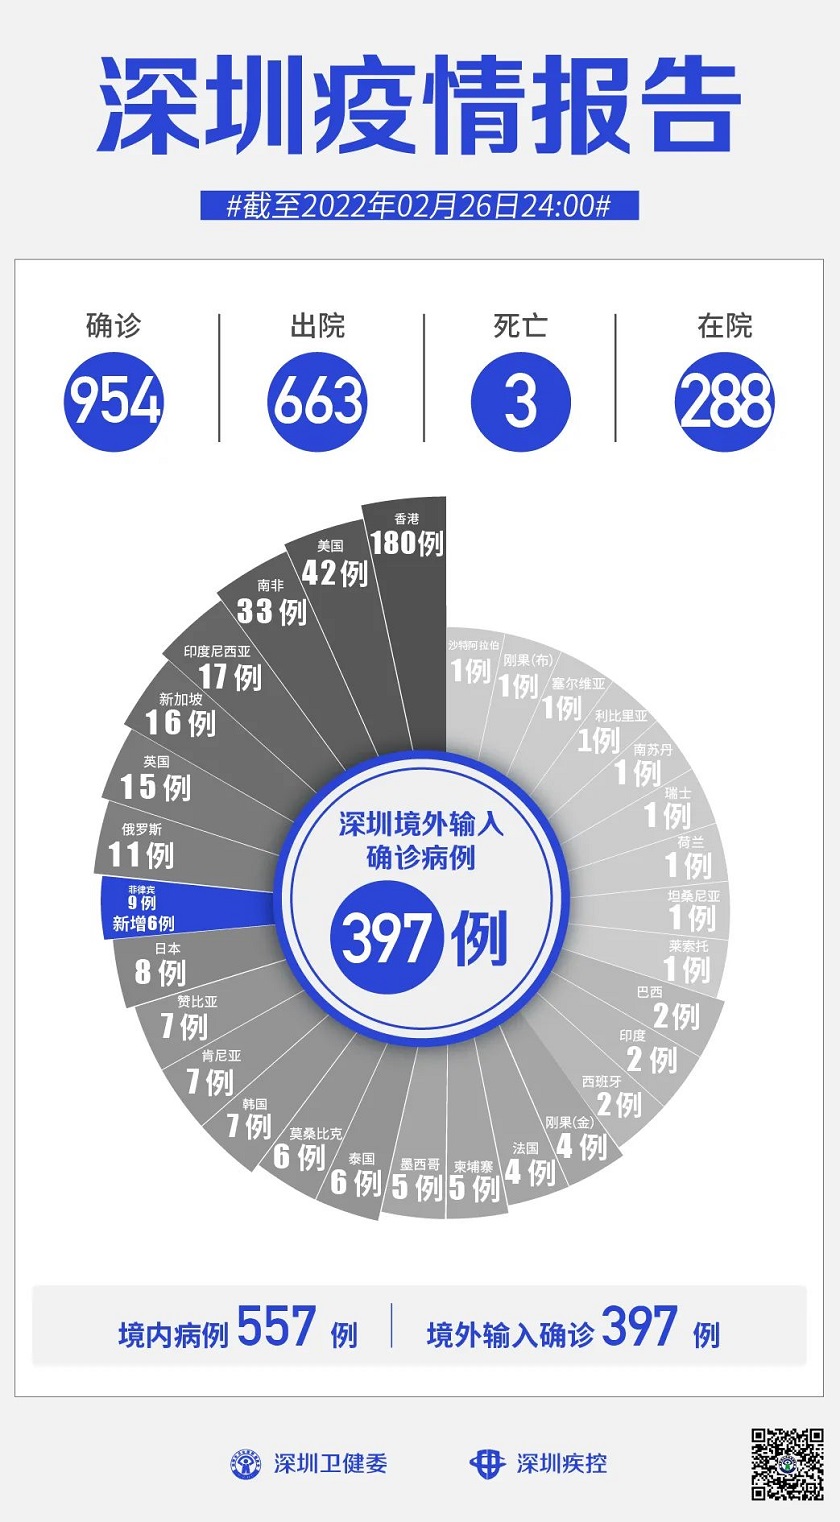 深圳疫情报告
#截至2022年02月26日24:00#
确诊
954
出院
663
死亡
3
在院
288
香港
180例
美国
42例
南非
33例
印度尼西亚
17例
新加坡
16例
英国
15例
俄罗斯
11例
菲律宾
9例
新增6例
日本
8例
赞比亚
7例
肯尼亚
7例
韩国
7例
莫桑比克
6例
泰国
6例
墨西哥
5例
柬埔寨
5例
法国
4例
刚果(金)
4例
西班牙
2例
印度
2例
巴西
2例
莱索托
1例
坦桑尼亚
1例
荷兰
1例
瑞士
1例
南苏丹
1例
利比里亚
1例
塞尔维亚
1例
刚果(布)
1例
沙特阿拉伯
1例
深圳境外输入
确诊病例
397例
境内病例557例
境外输入确诊397例
深圳卫健委
深圳疾控